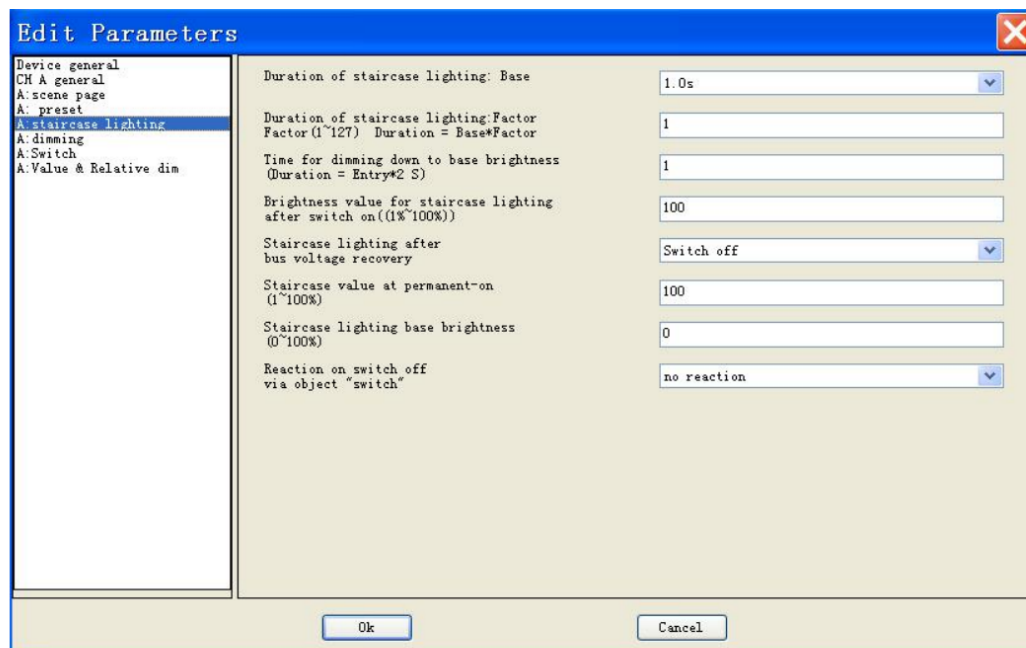 Edit Parameters
Device general
CH A general
A:scene page
A: preset
A:staircase lighting
A:dimming
A:Switch
A:Value & Relative dim
Duration of staircase lighting: Base
1.0s
Duration of staircase lighting:Factor
Factor(1~127) Duration = Base*Factor
1
Time for dimming down to base brightness
(Duration = Entry*2 S)
1
Brightness value for staircase lighting
after switch on((1%~100%))
100
Staircase lighting after
bus voltage recovery
Switch off
Staircase value at permanent-on
(1~100%)
100
Staircase lighting base brightness
(0~100%)
0
Reaction on switch off
via object "switch"
no reaction
Ok
Cancel